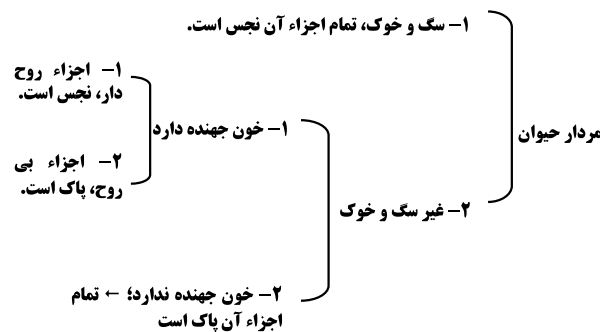 مردار حیوان
۱– سگ و خوک، تمام اجزاء آن نجس است.
۲– غیر سگ و خوک
۱– خون جهنده دارد
۱– اجزاء روح
دار، نجس است.
۲– اجزاء بی
روح، پاک است.
۲– خون جهنده ندارد؛ ← تمام
اجزاء آن پاک است